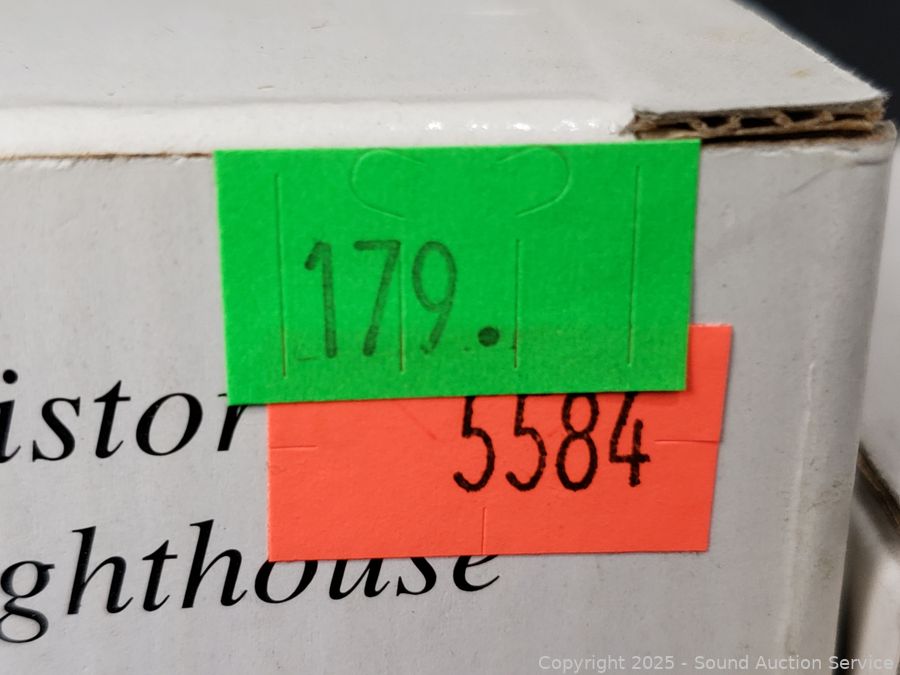 179.
5584
istor
ghthouse
Copyright 2025 - Sound Auction Service